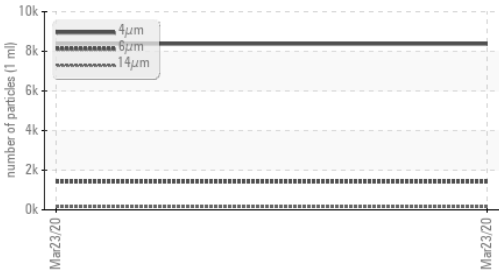 10k
8k
6k
4k
2k
0k
number of particles (1 ml)
4µm
6µm
14µm
Mar23/20
Mar23/20